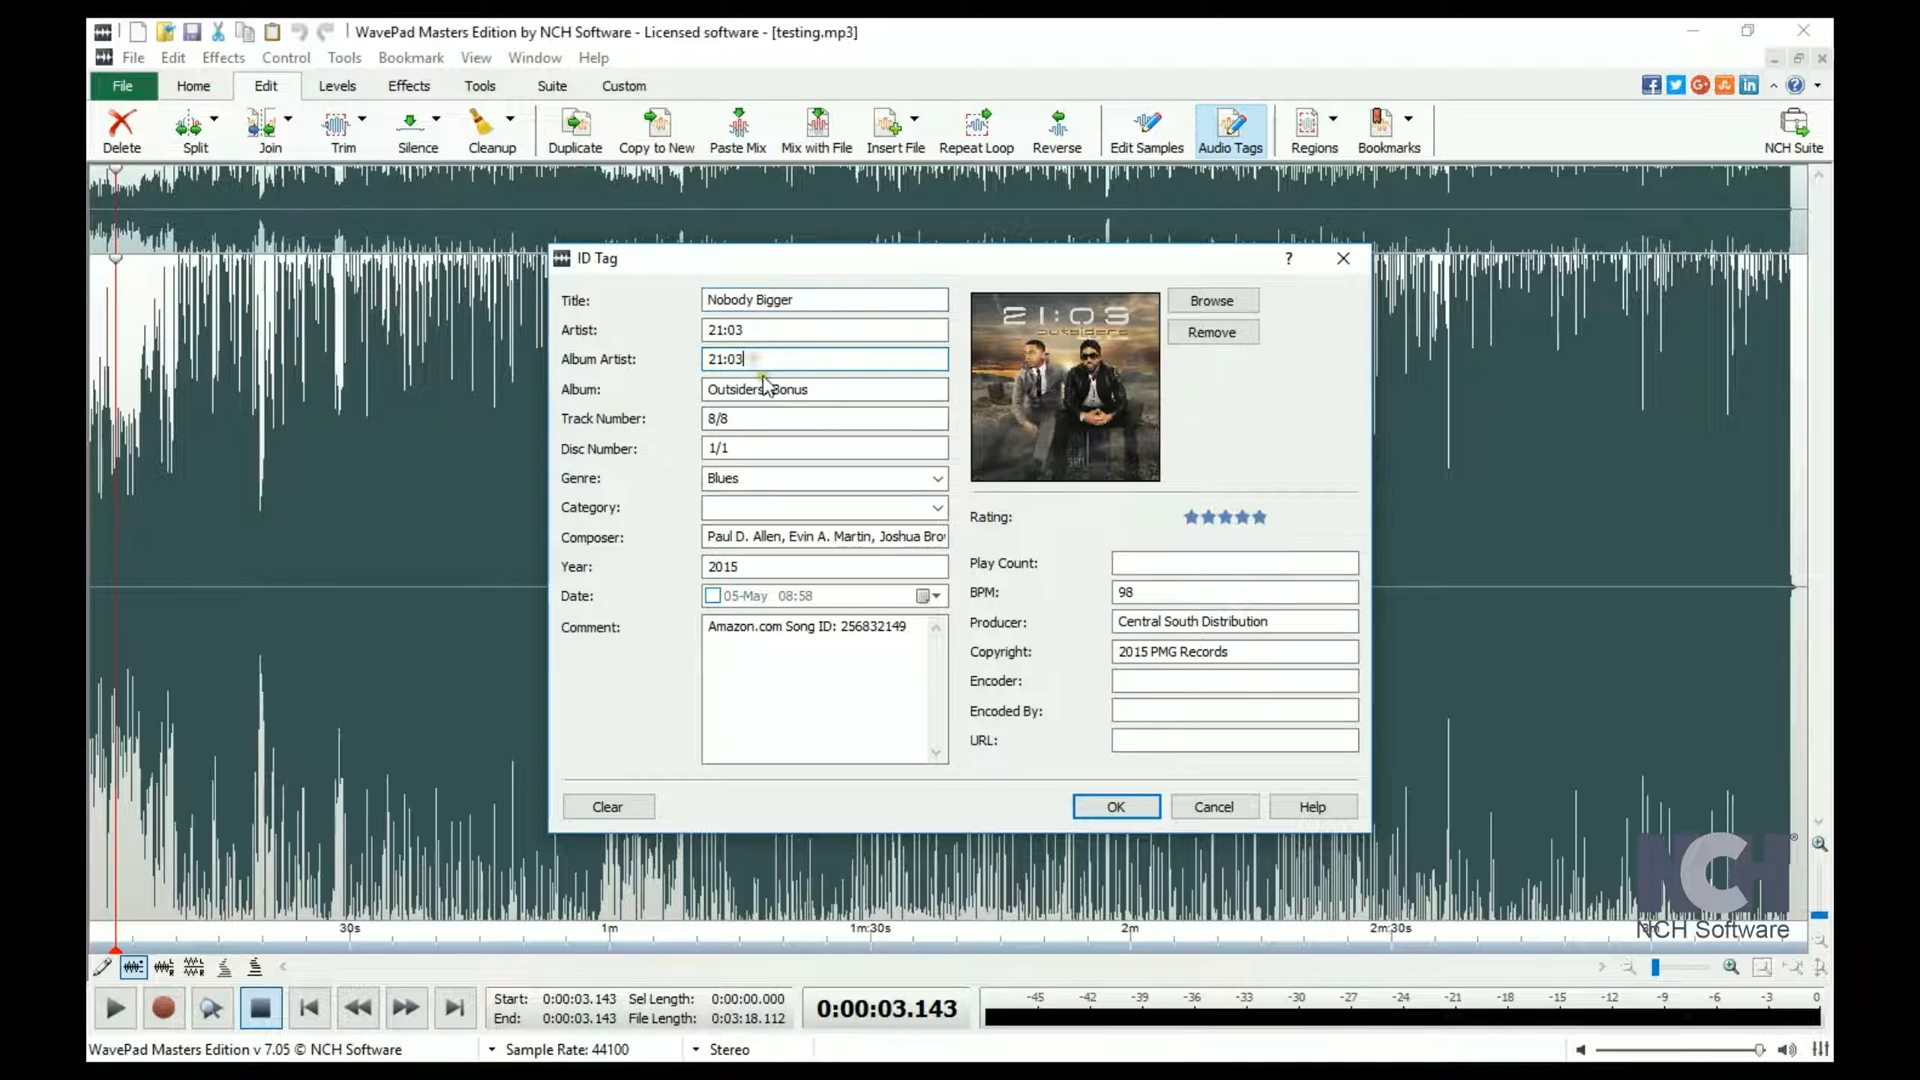 WavePad Masters Edition by NCH Software - Licensed software - [testing.mp3]
File Edit Effects Control Tools Bookmark View Window Help
File Home Edit Levels Effects Tools Suite Custom
Delete Split Join Trim Silence Cleanup Duplicate Copy to New Paste Mix Mix with File Insert File Repeat Loop Reverse Edit Samples Audio Tags Regions Bookmarks NCH Suite
ID Tag
Title: Nobody Bigger
Artist: 21:03
Album Artist: 21:03
Album: Outsiders Bonus
Track Number: 8/8
Disc Number: 1/1
Genre: Blues
Category:
Composer: Paul D. Allen, Evin A. Martin, Joshua Bro
Year: 2015
Date: 05-May 08:58
Comment: Amazon.com Song ID: 256832149
21:03
outsiders
Browse
Remove
Rating:
Play Count:
BPM: 98
Producer: Central South Distribution
Copyright: 2015 PMG Records
Encoder:
Encoded By:
URL:
Clear OK Cancel Help
NCH®
NCH Software
30s 1m 1m:30s 2m 2m:30s
Start: 0:00:03.143 Sel Length: 0:00:00.000
End: 0:00:03.143 File Length: 0:03:18.112
0:00:03.143
-45 -42 -39 -36 -33 -30 -27 -24 -21 -18 -15 -12 -9 -6 -3 0
WavePad Masters Edition v 7.05 © NCH Software Sample Rate: 44100 Stereo